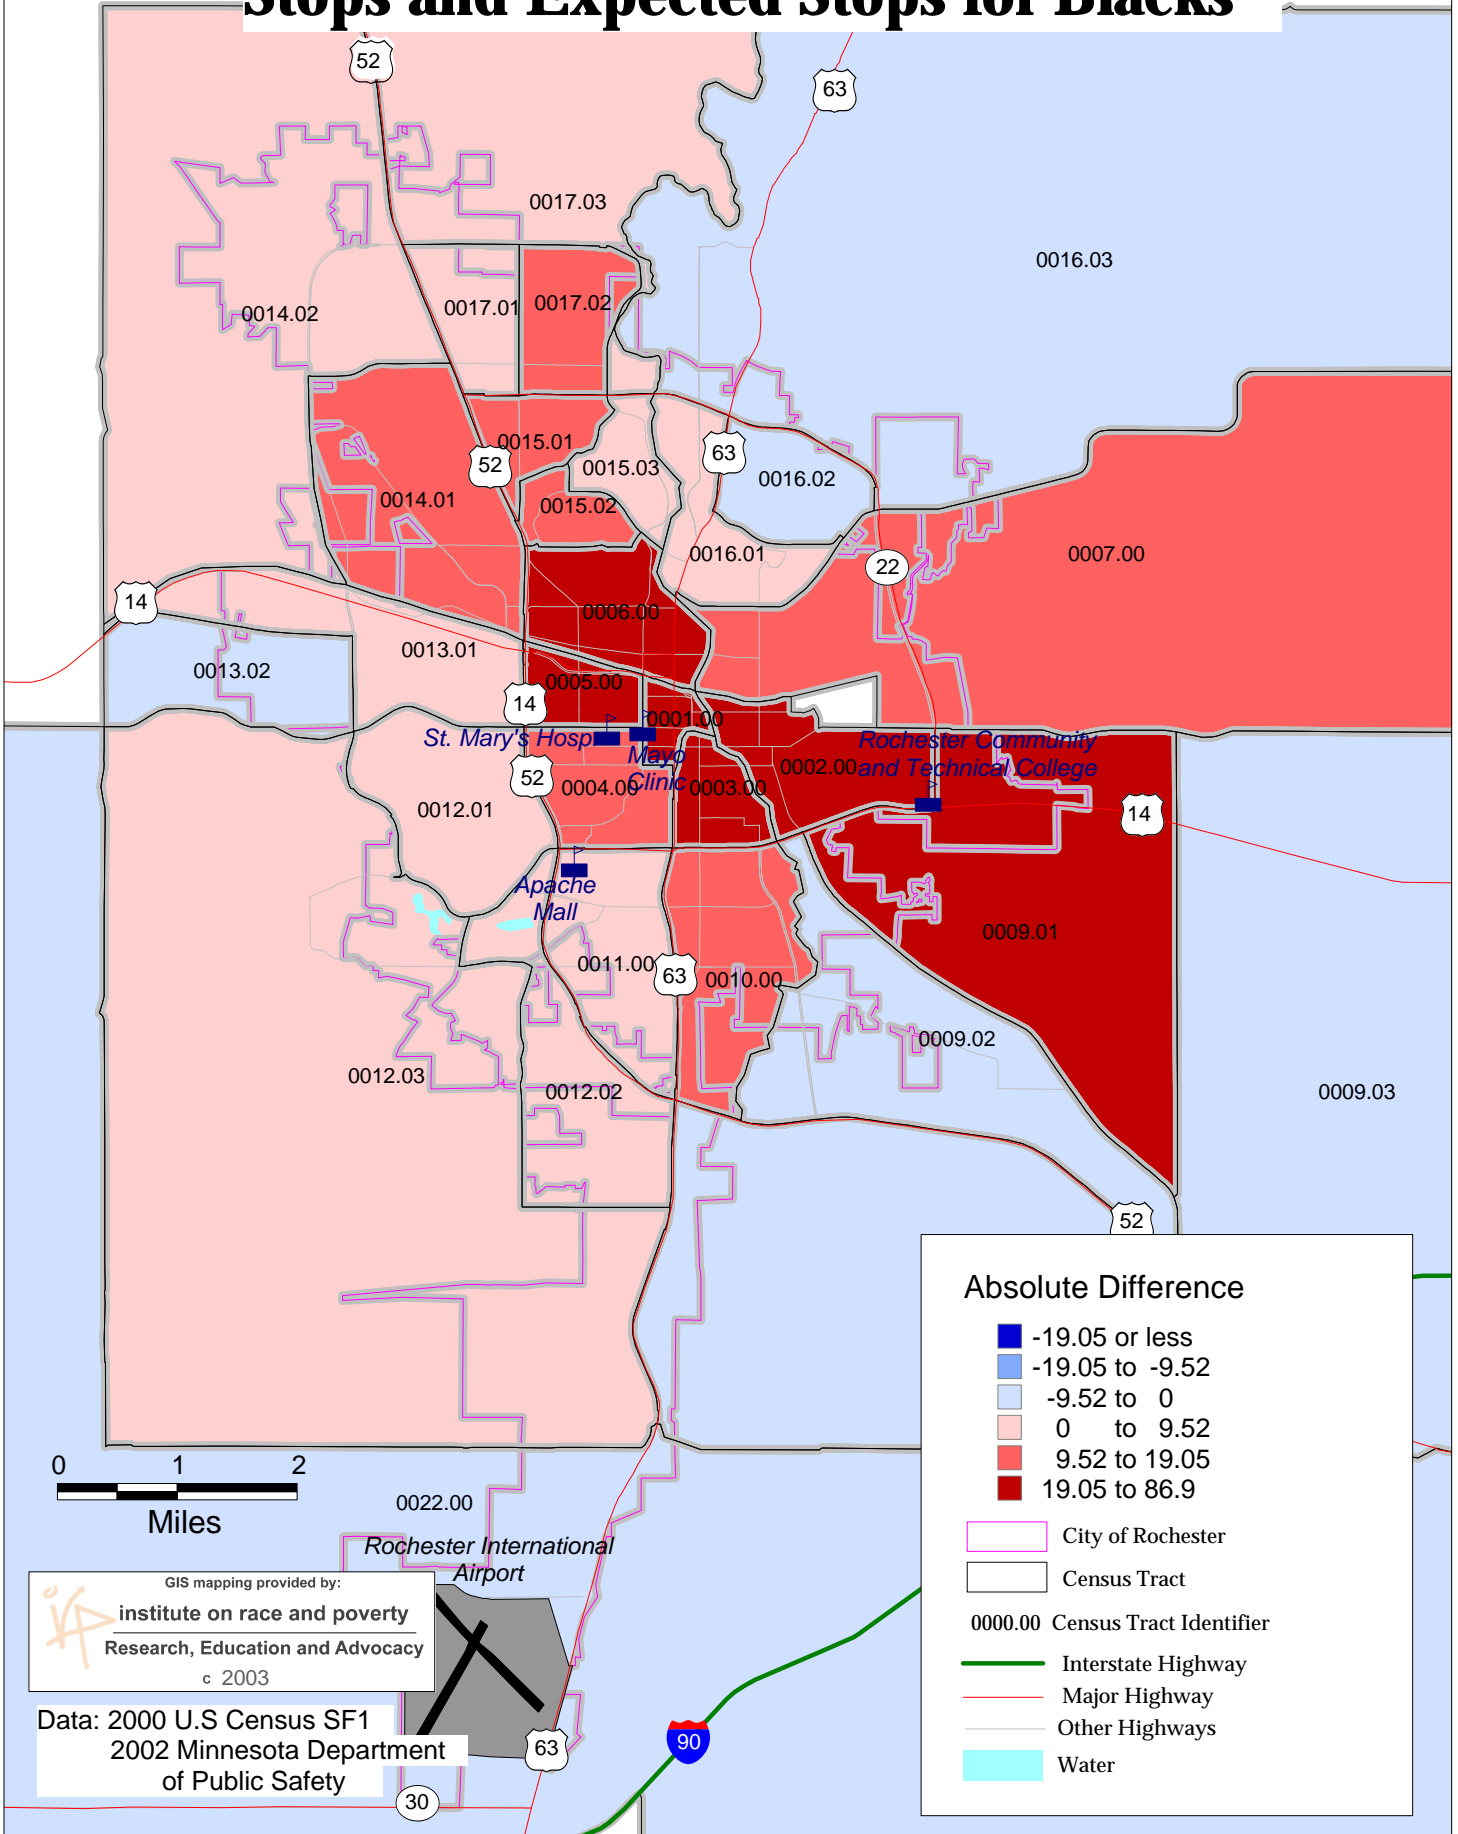 Stops and Expected Stops for Blacks
52
63
0017.03
0016.03
0014.02
0017.01
0017.02
0015.01
63
52
0015.03
0016.02
0014.01
0015.02
0016.01
0007.00
22
14
0006.00
0013.01
0013.02
0005.00
14
0001.00
St. Mary's Hosp
Mayo
Clinic
Rochester Community
and Technical College
0002.00
52
0004.00
0003.00
0012.01
14
Apache
Mall
0009.01
0011.00
63
0010.00
0009.02
0012.03
0012.02
0009.03
52
Absolute Difference
-19.05 or less
-19.05 to -9.52
-9.52 to 0
0 to 9.52
9.52 to 19.05
19.05 to 86.9
City of Rochester
Census Tract
0000.00 Census Tract Identifier
Interstate Highway
Major Highway
Other Highways
Water
0 1 2
Miles
0022.00
Rochester International
Airport
GIS mapping provided by:
irp
institute on race and poverty
Research, Education and Advocacy
c 2003
Data: 2000 U.S Census SF1
2002 Minnesota Department
of Public Safety
63
90
30